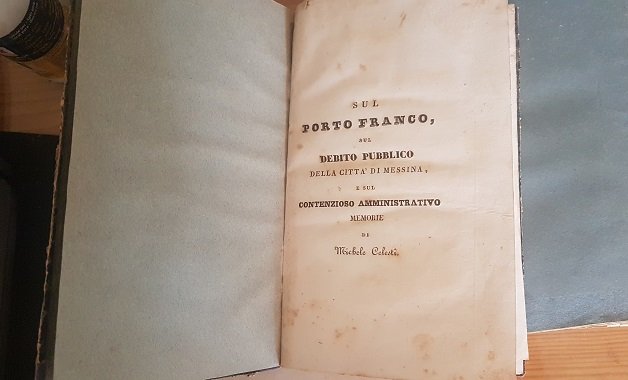 SUL
PORTO FRANCO,
SUL
DEBITO PUBBLICO
DELLA CITTA' DI MESSINA,
E SUL
CONTENZIOSO AMMINISTRATIVO
MEMORIE
DI
Michele Celesti.